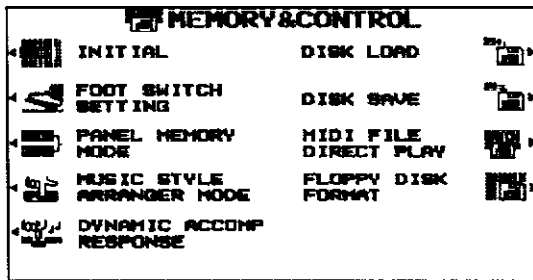 MEMORY&CONTROL
INITIAL
FOOT SWITCH
SETTING
PANEL MEMORY
MODE
MUSIC STYLE
ARRANGER MODE
DYNAMIC ACCOMP
RESPONSE
DISK LOAD
DISK SAVE
MIDI FILE
DIRECT PLAY
FLOPPY DISK
FORMAT